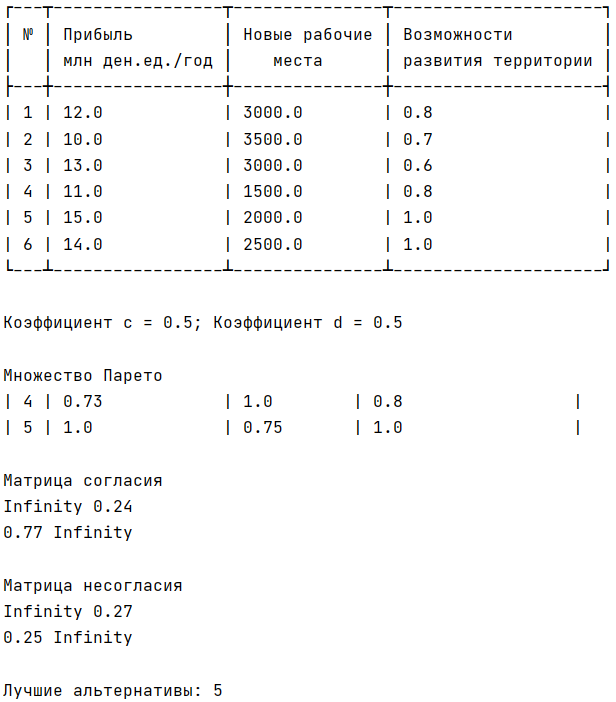 № | Прибыль | Новые рабочие | Возможности
млн ден.ед./год | места | развития территории
| 1 | 12.0 | 3000.0 | 0.8 |
| 2 | 10.0 | 3500.0 | 0.7 |
| 3 | 13.0 | 3000.0 | 0.6 |
| 4 | 11.0 | 1500.0 | 0.8 |
| 5 | 15.0 | 2000.0 | 1.0 |
| 6 | 14.0 | 2500.0 | 1.0 |
Коэффициент c = 0.5; Коэффициент d = 0.5
Множество Парето
| 4 | 0.73 | 1.0 | 0.8 |
| 5 | 1.0 | 0.75 | 1.0 |
Матрица согласия
Infinity 0.24
0.77 Infinity
Матрица несогласия
Infinity 0.27
0.25 Infinity
Лучшие альтернативы: 5